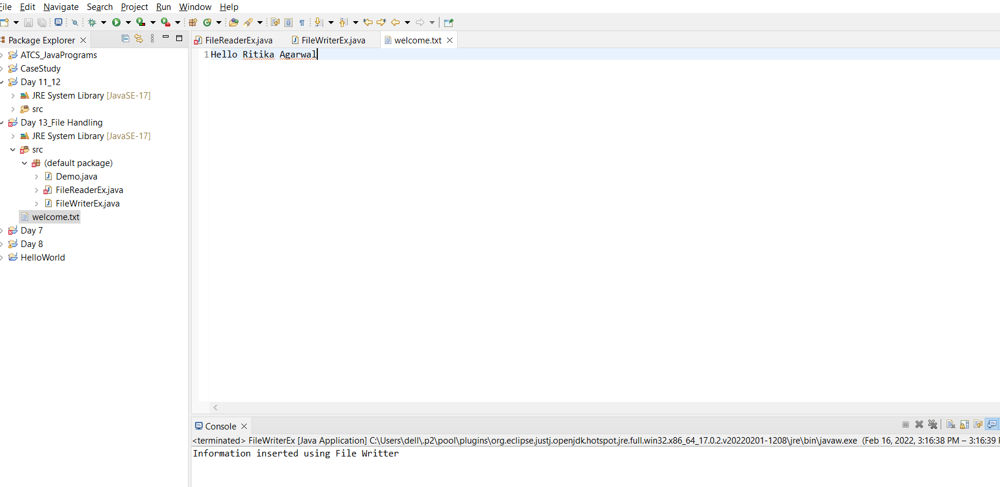 File Edit Navigate Search Project Run Window Help
Package Explorer
FileReaderEx.java FileWriterEx.java welcome.txt
ATCS_JavaPrograms
CaseStudy
Day 11_12
JRE System Library [JavaSE-17]
src
Day 13_File Handling
JRE System Library [JavaSE-17]
src
(default package)
Demo.java
FileReaderEx.java
FileWriterEx.java
welcome.txt
Day 7
Day 8
HelloWorld
1 Hello Ritika Agarwal
Console
<terminated> FileWriterEx [Java Application] C:\Users\dell\.p2\pool\plugins\org.eclipse.justj.openjdk.hotspot.jre.full.win32.x86_64_17.0.2.v20220201-1208\jre\bin\javaw.exe (Feb 16, 2022, 3:16:38 PM – 3:16:39
Information inserted using File Writter